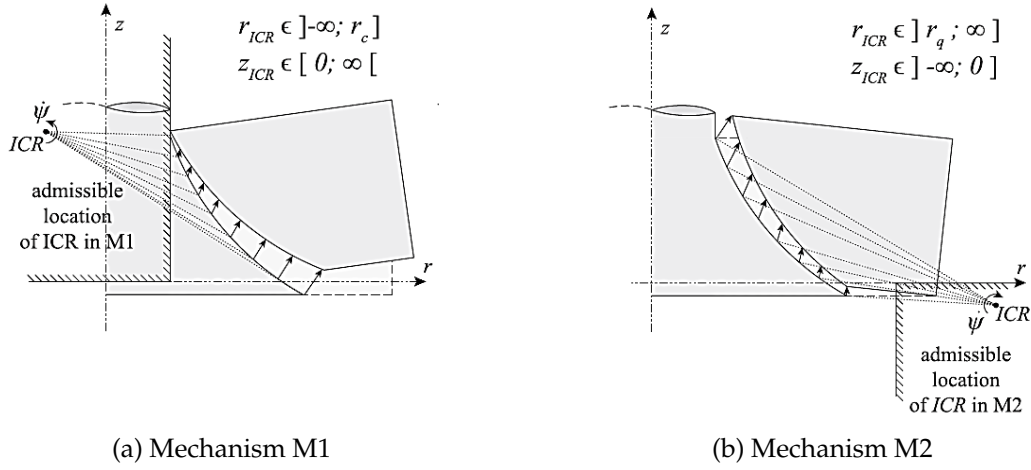 z
r_ICR ϵ ]-∞; r_c ]
z_ICR ϵ [ 0; ∞ [
ψ̇
ICR
admissible
location
of ICR in M1
r
(a) Mechanism M1
z
r_ICR ϵ ] r_q ; ∞ ]
z_ICR ϵ ] -∞; 0 ]
r
ψ̇
ICR
admissible
location
of ICR in M2
(b) Mechanism M2